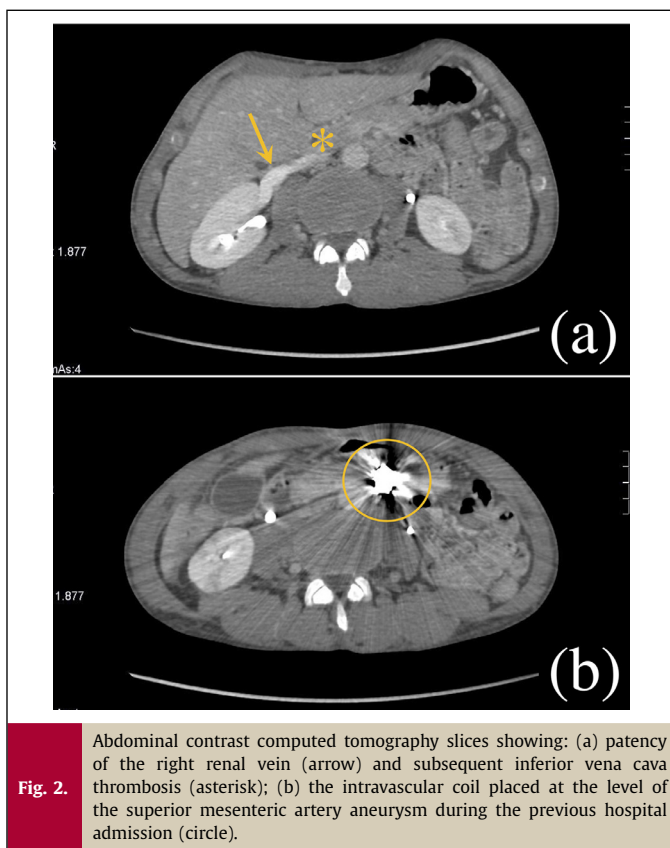 R
: 1.877
mAs:4
(a)
1.877
(b)
Fig. 2.
Abdominal contrast computed tomography slices showing: (a) patency
of the right renal vein (arrow) and subsequent inferior vena cava
thrombosis (asterisk); (b) the intravascular coil placed at the level of
the superior mesenteric artery aneurysm during the previous hospital
admission (circle).